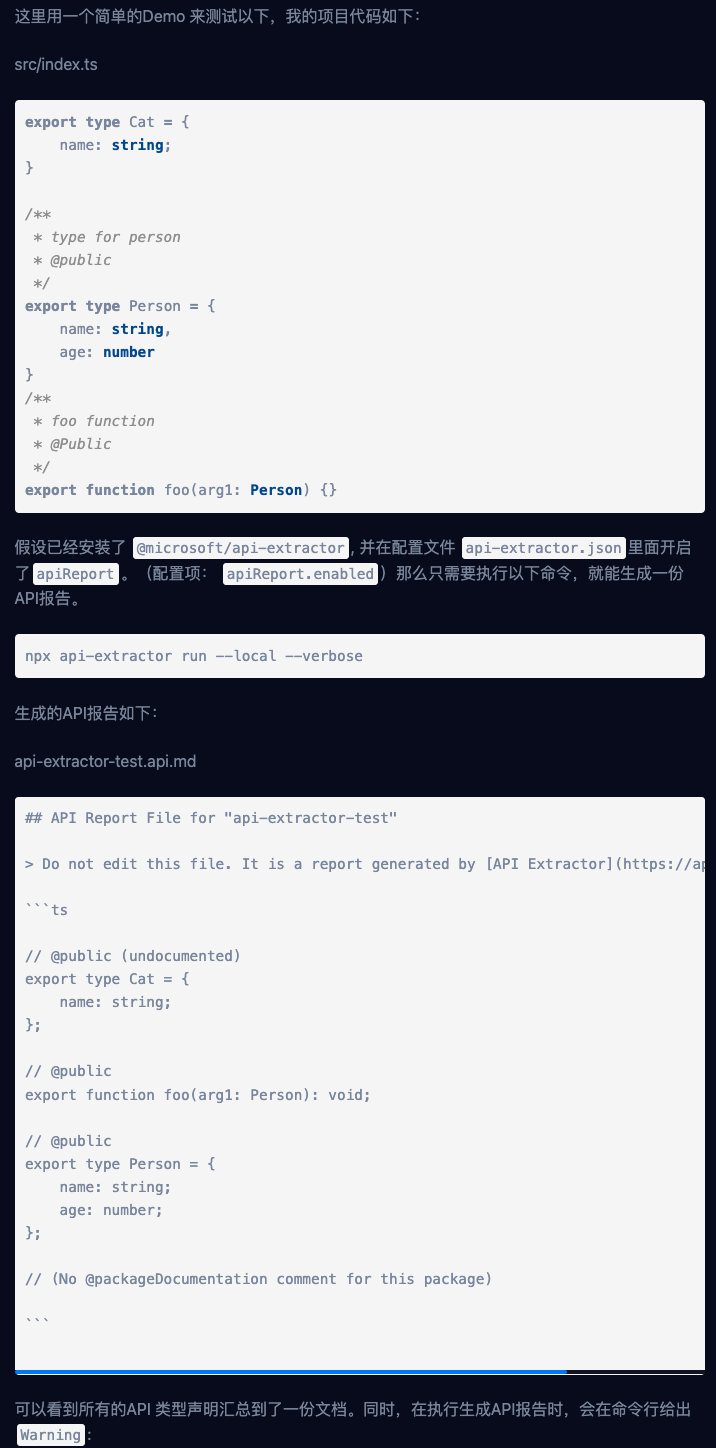 这里用一个简单的Demo 来测试以下，我的项目代码如下：
src/index.ts
export type Cat = {
    name: string;
}
/**
 * type for person
 * @public
 */
export type Person = {
    name: string,
    age: number
}
/**
 * foo function
 * @Public
 */
export function foo(arg1: Person) {}
假设已经安装了 @microsoft/api-extractor , 并在配置文件 api-extractor.json 里面开启
了 apiReport 。（配置项： apiReport.enabled ）那么只需要执行以下命令，就能生成一份
API报告。
npx api-extractor run --local --verbose
生成的API报告如下：
api-extractor-test.api.md
## API Report File for "api-extractor-test"
> Do not edit this file. It is a report generated by [API Extractor](https://ap
```ts
// @public (undocumented)
export type Cat = {
    name: string;
};
// @public
export function foo(arg1: Person): void;
// @public
export type Person = {
    name: string;
    age: number;
};
// (No @packageDocumentation comment for this package)
```
可以看到所有的API 类型声明汇总到了一份文档。同时，在执行生成API报告时，会在命令行给出
Warning :